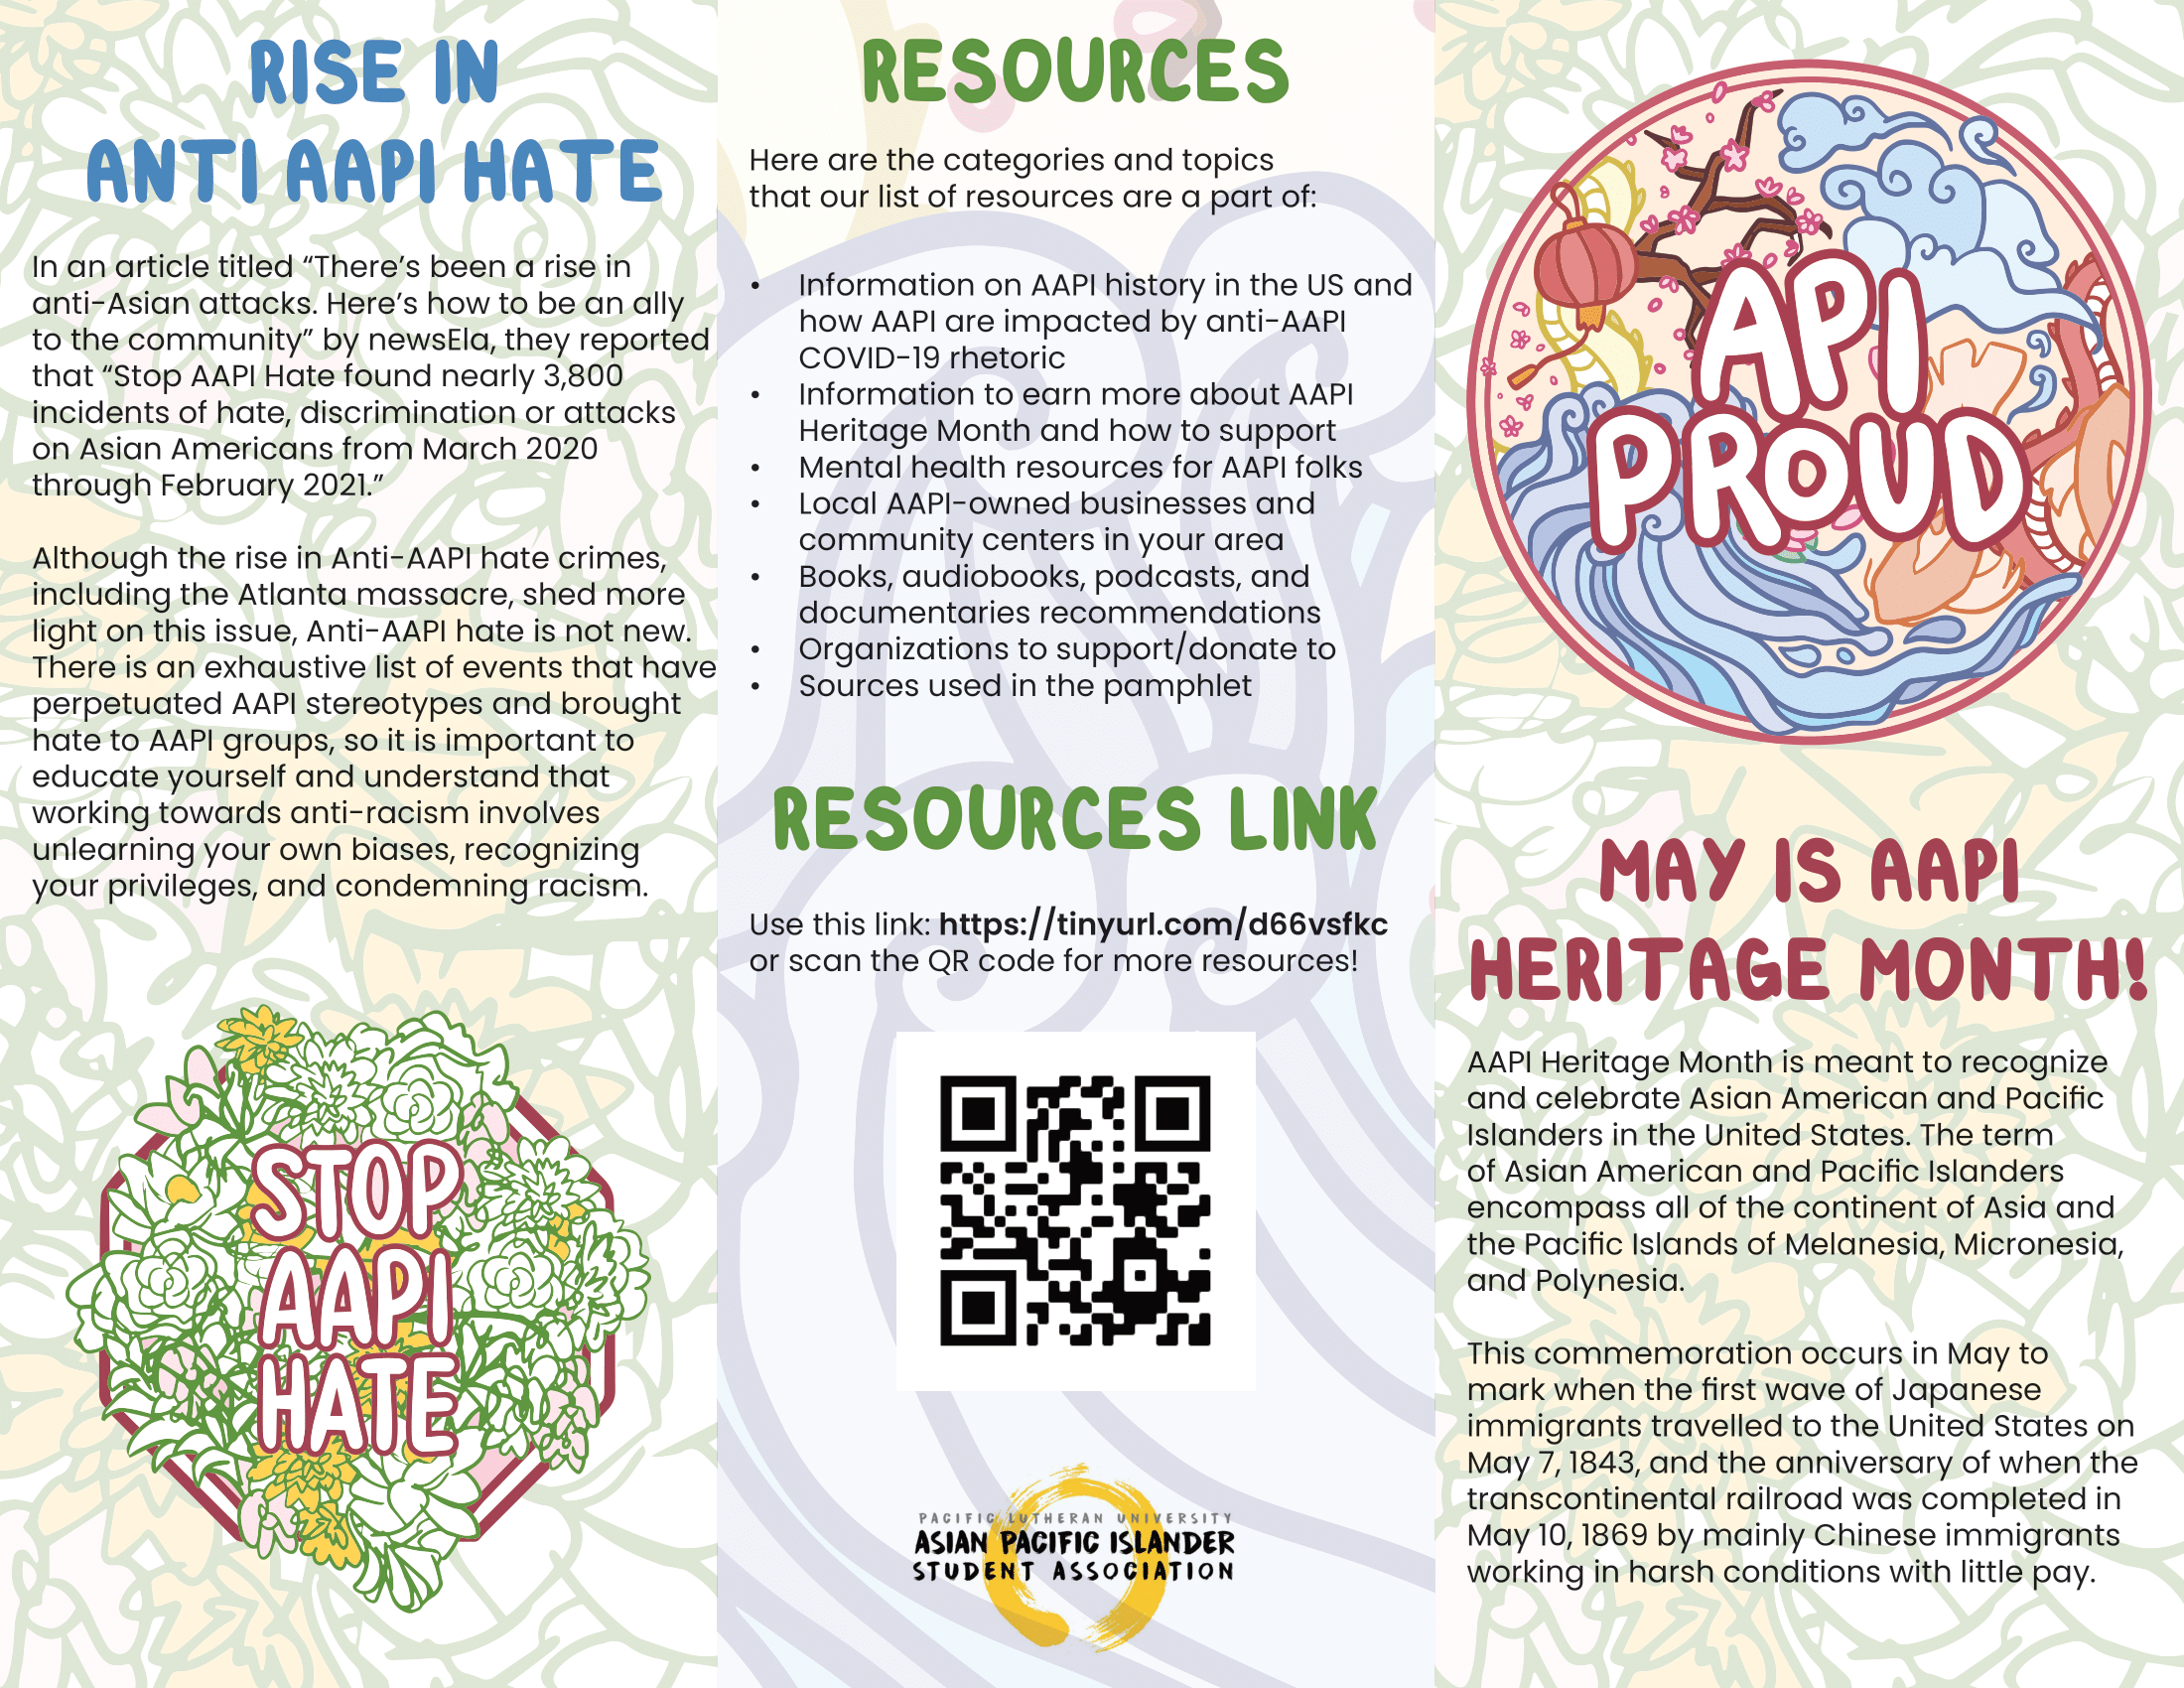 RISE IN
ANTI AAPI HATE
In an article titled “There’s been a rise in
anti-Asian attacks. Here’s how to be an ally
to the community” by newsEla, they reported
that “Stop AAPI Hate found nearly 3,800
incidents of hate, discrimination or attacks
on Asian Americans from March 2020
through February 2021.”
Although the rise in Anti-AAPI hate crimes,
including the Atlanta massacre, shed more
light on this issue, Anti-AAPI hate is not new.
There is an exhaustive list of events that have
perpetuated AAPI stereotypes and brought
hate to AAPI groups, so it is important to
educate yourself and understand that
working towards anti-racism involves
unlearning your own biases, recognizing
your privileges, and condemning racism.
STOP
AAPI
HATE
RESOURCES
Here are the categories and topics
that our list of resources are a part of:
• Information on AAPI history in the US and
how AAPI are impacted by anti-AAPI
COVID-19 rhetoric
• Information to earn more about AAPI
Heritage Month and how to support
• Mental health resources for AAPI folks
• Local AAPI-owned businesses and
community centers in your area
• Books, audiobooks, podcasts, and
documentaries recommendations
• Organizations to support/donate to
• Sources used in the pamphlet
RESOURCES LINK
Use this link: https://tinyurl.com/d66vsfkc
or scan the QR code for more resources!
PACIFIC LUTHERAN UNIVERSITY
ASIAN PACIFIC ISLANDER
STUDENT ASSOCIATION
API
PROUD
MAY IS AAPI
HERITAGE MONTH!
AAPI Heritage Month is meant to recognize
and celebrate Asian American and Pacific
Islanders in the United States. The term
of Asian American and Pacific Islanders
encompass all of the continent of Asia and
the Pacific Islands of Melanesia, Micronesia,
and Polynesia.
This commemoration occurs in May to
mark when the first wave of Japanese
immigrants travelled to the United States on
May 7, 1843, and the anniversary of when the
transcontinental railroad was completed in
May 10, 1869 by mainly Chinese immigrants
working in harsh conditions with little pay.